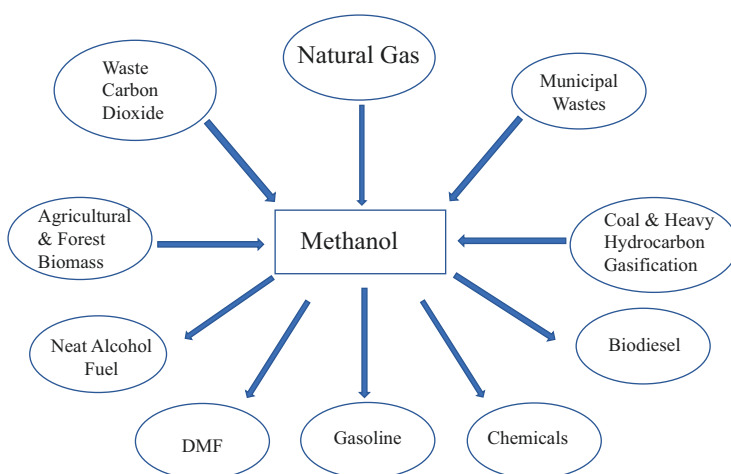 Natural Gas
Waste
Carbon
Dioxide
Municipal
Wastes
Agricultural
& Forest
Biomass
Methanol
Coal & Heavy
Hydrocarbon
Gasification
Neat Alcohol
Fuel
Biodiesel
DMF
Gasoline
Chemicals